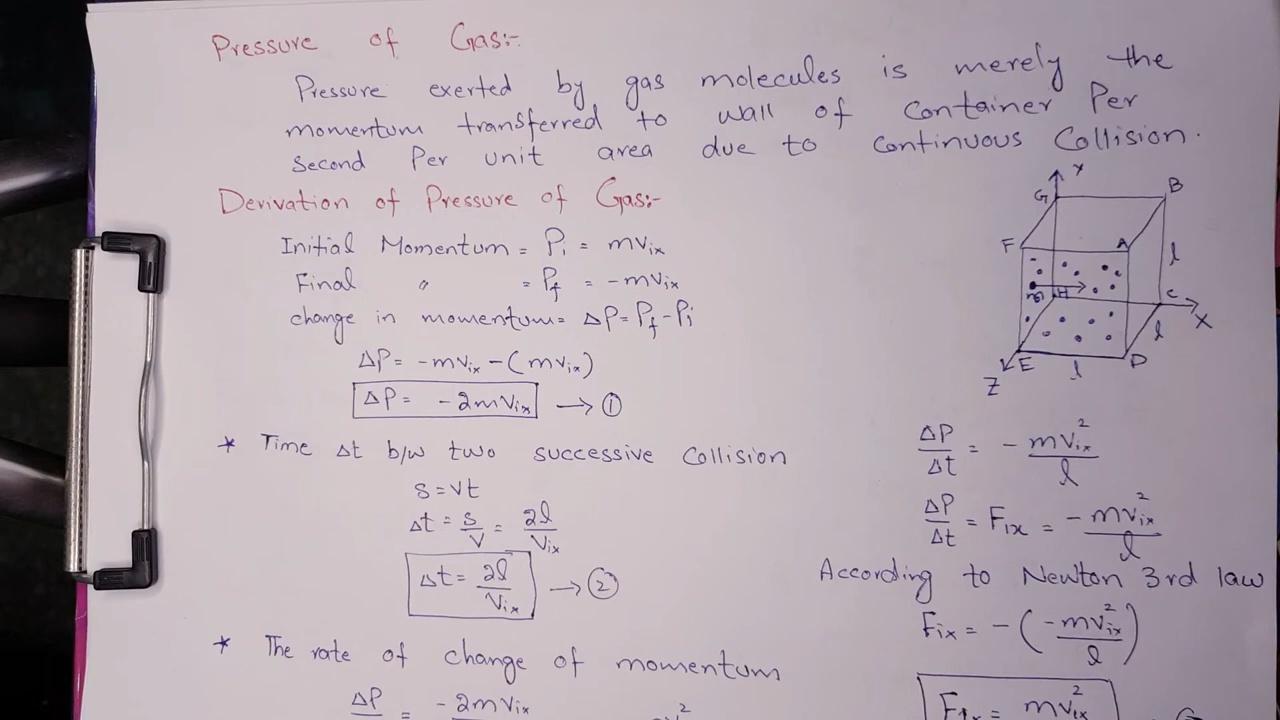 Pressure of Gas:-
Pressure exerted by gas molecules is merely the
momentum transferred to wall of container Per
second Per unit area due to continuous Collision.
Derivation of Pressure of Gas:-
Initial Momentum = Pi = mvix
Final " = Pf = -mvix
change in momentum = ΔP = Pf - Pi
ΔP = -mvix - (mvix)
ΔP = -2mvix → ①
* Time Δt b/w two successive Collision
s = vt
Δt = s/v = 2l/vix
Δt = 2l/vix → ②
* The rate of change of momentum
ΔP = -2mvix
Y
G B
F A
l
m H C
X
l
E D
Z l
ΔP/Δt = -mvix²/l
ΔP/Δt = Fix = -mvix²/l
According to Newton 3rd law
Fix = -(-mvix²/l)
F1x = mvix²